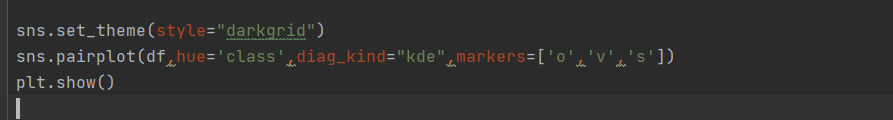 sns.set_theme(style="darkgrid")
sns.pairplot(df,hue='class',diag_kind="kde",markers=['o','v','s'])
plt.show()